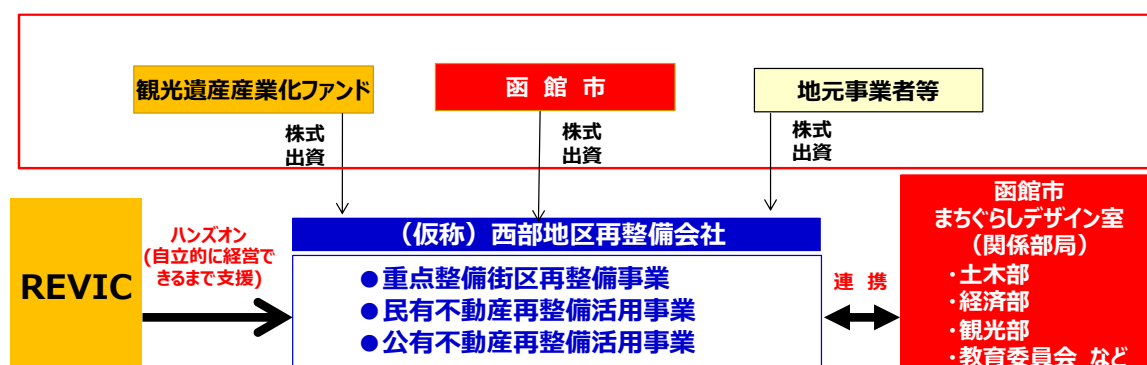 観光遺産産業化ファンド
函 館 市
地元事業者等
株式
出資
株式
出資
株式
出資
REVIC
ハンズオン
(自立的に経営で
きるまで支援)
（仮称）西部地区再整備会社
●重点整備街区再整備事業
●民有不動産再整備活用事業
●公有不動産再整備活用事業
連 携
函館市
まちぐらしデザイン室
（関係部局）
・土木部
・経済部
・観光部
・教育委員会 など